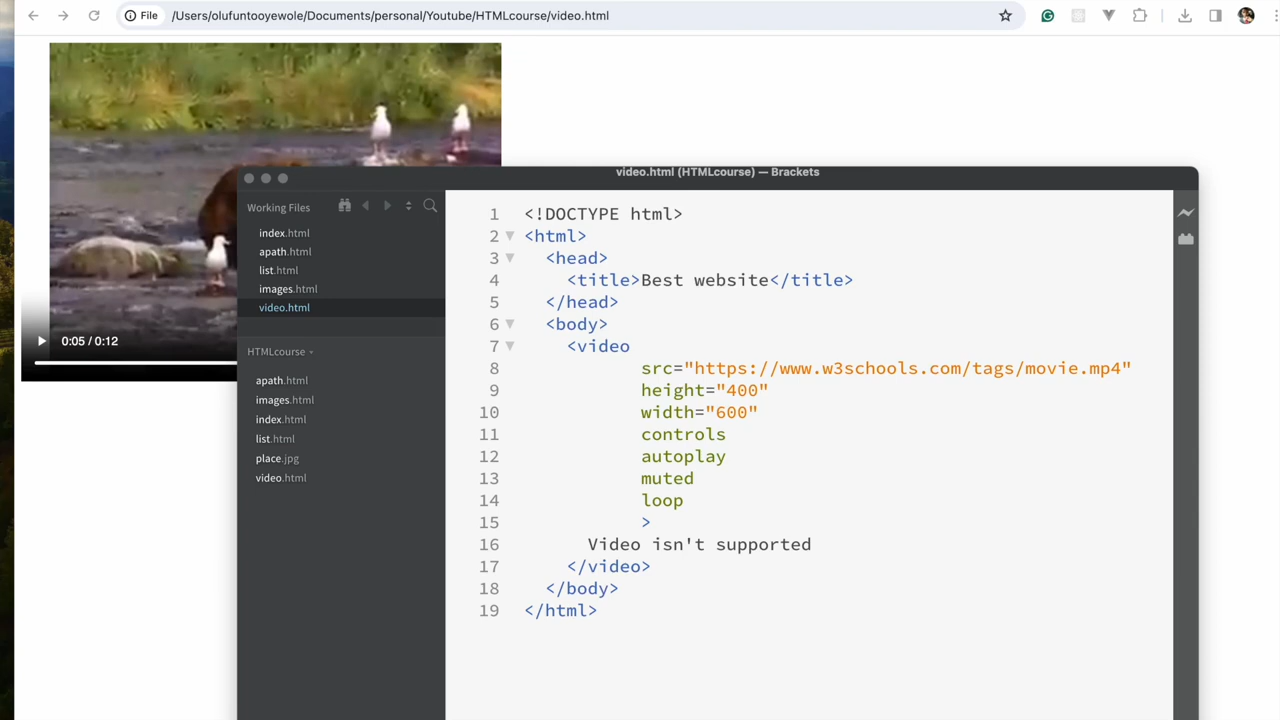 File /Users/olufuntooyewole/Documents/personal/Youtube/HTMLcourse/video.html
0:05 / 0:12
video.html (HTMLcourse) — Brackets
Working Files
index.html
apath.html
list.html
images.html
video.html
HTMLcourse
apath.html
images.html
index.html
list.html
place.jpg
video.html
1 <!DOCTYPE html>
2 <html>
3 <head>
4 <title>Best website</title>
5 </head>
6 <body>
7 <video
8 src="https://www.w3schools.com/tags/movie.mp4"
9 height="400"
10 width="600"
11 controls
12 autoplay
13 muted
14 loop
15 >
16 Video isn't supported
17 </video>
18 </body>
19 </html>